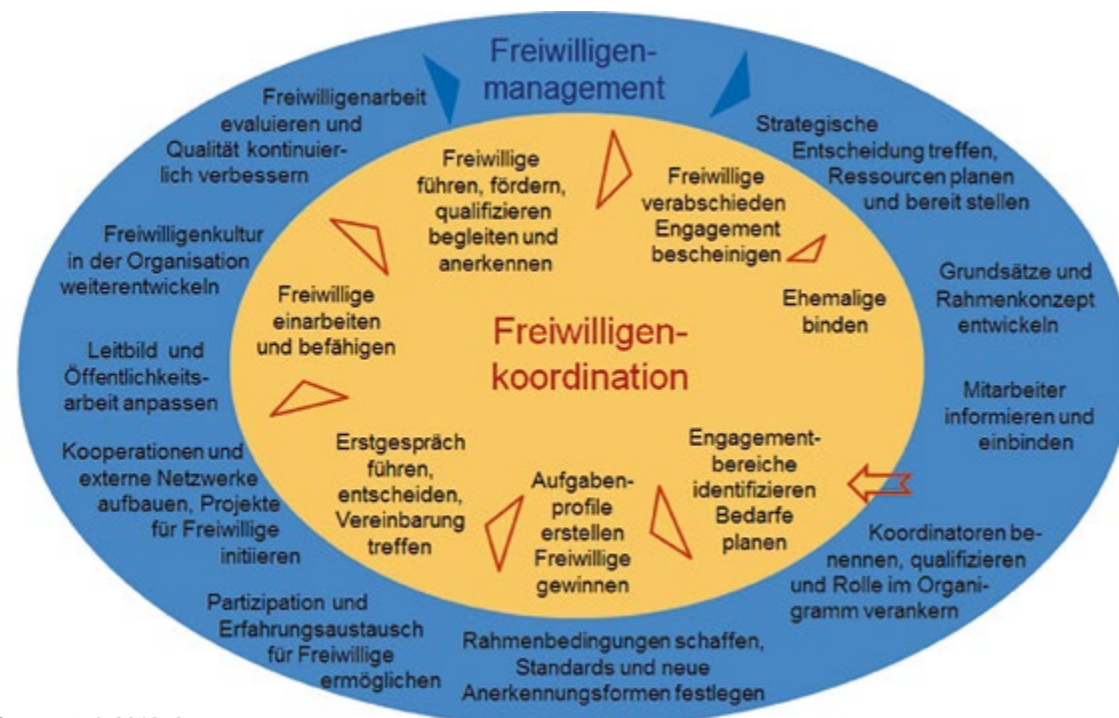 Freiwilligen-
management
Strategische
Entscheidung treffen,
Ressourcen planen
und bereit stellen
Grundsätze und
Rahmenkonzept
entwickeln
Mitarbeiter
informieren und
einbinden
Koordinatoren be-
nennen, qualifizieren
und Rolle im Organi-
gramm verankern
Rahmenbedingungen schaffen,
Standards und neue
Anerkennungsformen festlegen
Partizipation und
Erfahrungsaustausch
für Freiwillige
ermöglichen
Kooperationen und
externe Netzwerke
aufbauen, Projekte
für Freiwillige
initiieren
Leitbild und
Öffentlichkeits-
arbeit anpassen
Freiwilligenkultur
in der Organisation
weiterentwickeln
Freiwilligenarbeit
evaluieren und
Qualität kontinuier-
lich verbessern
Freiwilligen-
koordination
Engagement-
bereiche
identifizieren
Bedarfe
planen
Aufgaben-
profile
erstellen
Freiwillige
gewinnen
Erstgespräch
führen,
entscheiden,
Vereinbarung
treffen
Freiwillige
einarbeiten
und befähigen
Freiwillige
führen, fördern,
qualifizieren
begleiten und
anerkennen
Freiwillige
verabschieden
Engagement
bescheinigen
Ehemalige
binden